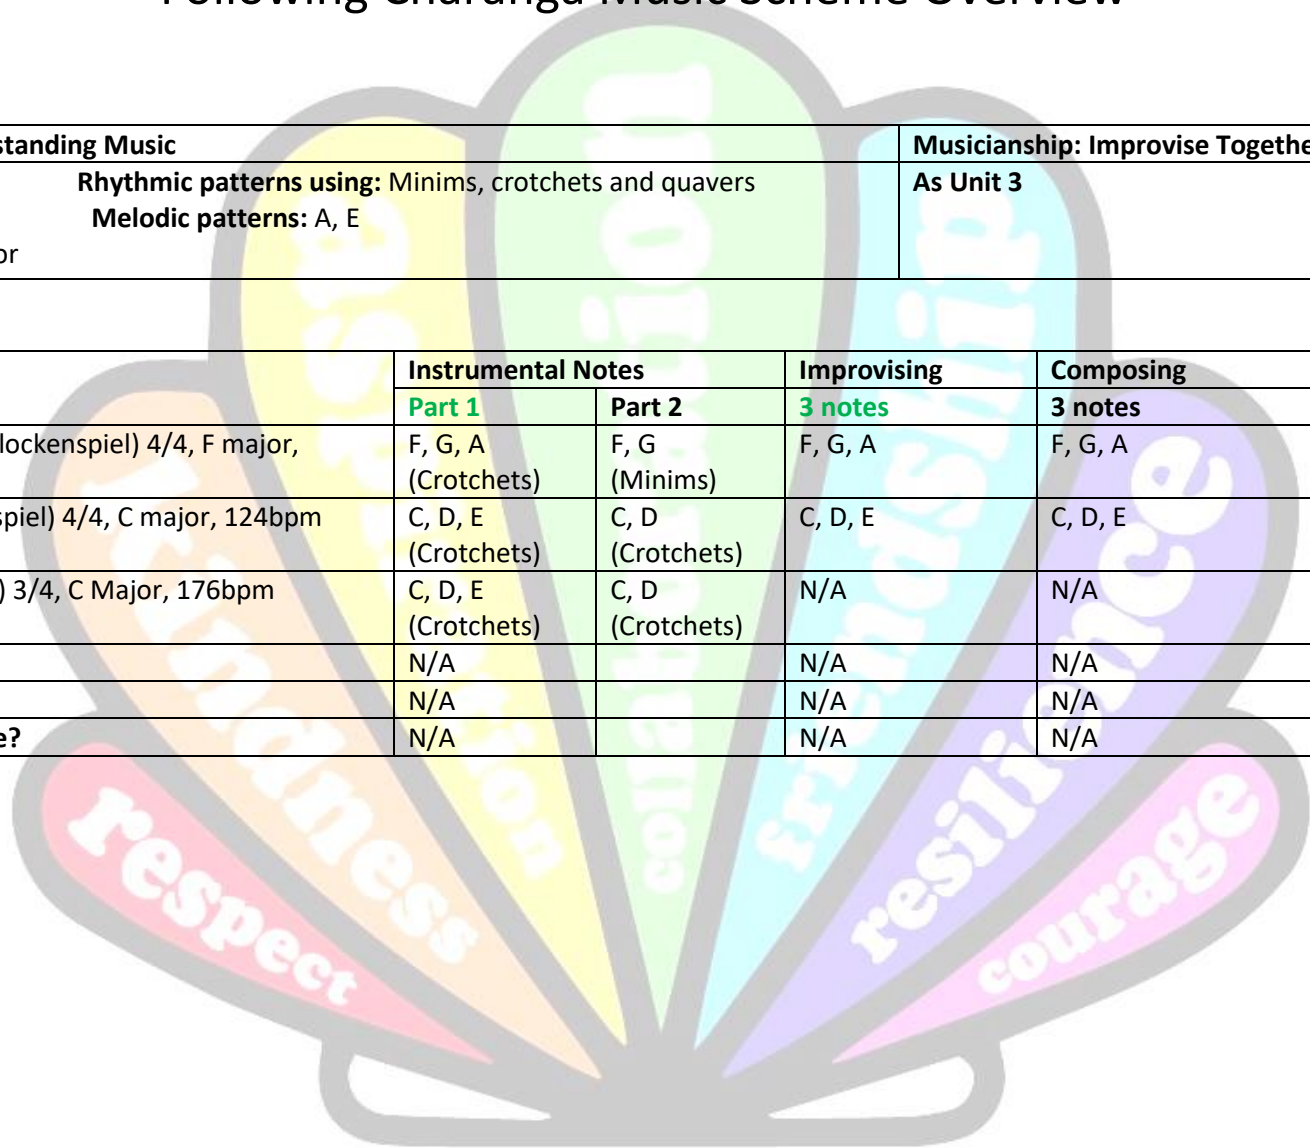 Following Charanga Music Scheme Overview
standing Music Musicianship: Improvise Togethe
Rhythmic patterns using: Minims, crotchets and quavers As Unit 3
Melodic patterns: A, E
or
Instrumental Notes Improvising Composing
Part 1 Part 2 3 notes 3 notes
lockenspiel) 4/4, F major, F, G, A F, G F, G, A F, G, A
(Crotchets) (Minims)
spiel) 4/4, C major, 124bpm C, D, E C, D C, D, E C, D, E
(Crotchets) (Crotchets)
) 3/4, C Major, 176bpm C, D, E C, D N/A N/A
(Crotchets) (Crotchets)
N/A N/A N/A
N/A N/A N/A
e? N/A N/A N/A
respect
kindness
collaboration
friendship
resilience
courage